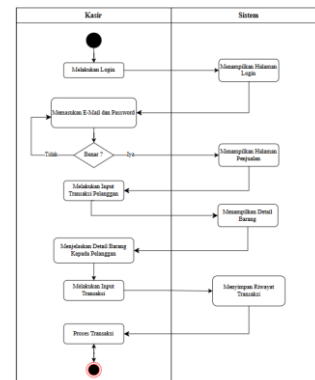 Kasir
Sistem
Melakukan Login
Menampilkan Halaman
Login
Memasukan E-Mail dan Password
Tidak
Benar ?
Iya
Menampilkan Halaman
Penjualan
Melakukan Input
Transaksi Pelanggan
Menampilkan Detail
Barang
Menjelaskan Detail Barang
Kepada Pelanggan
Melakukan Input
Transaksi
Menyimpan Riwayat
Transaksi
Proses Transaksi